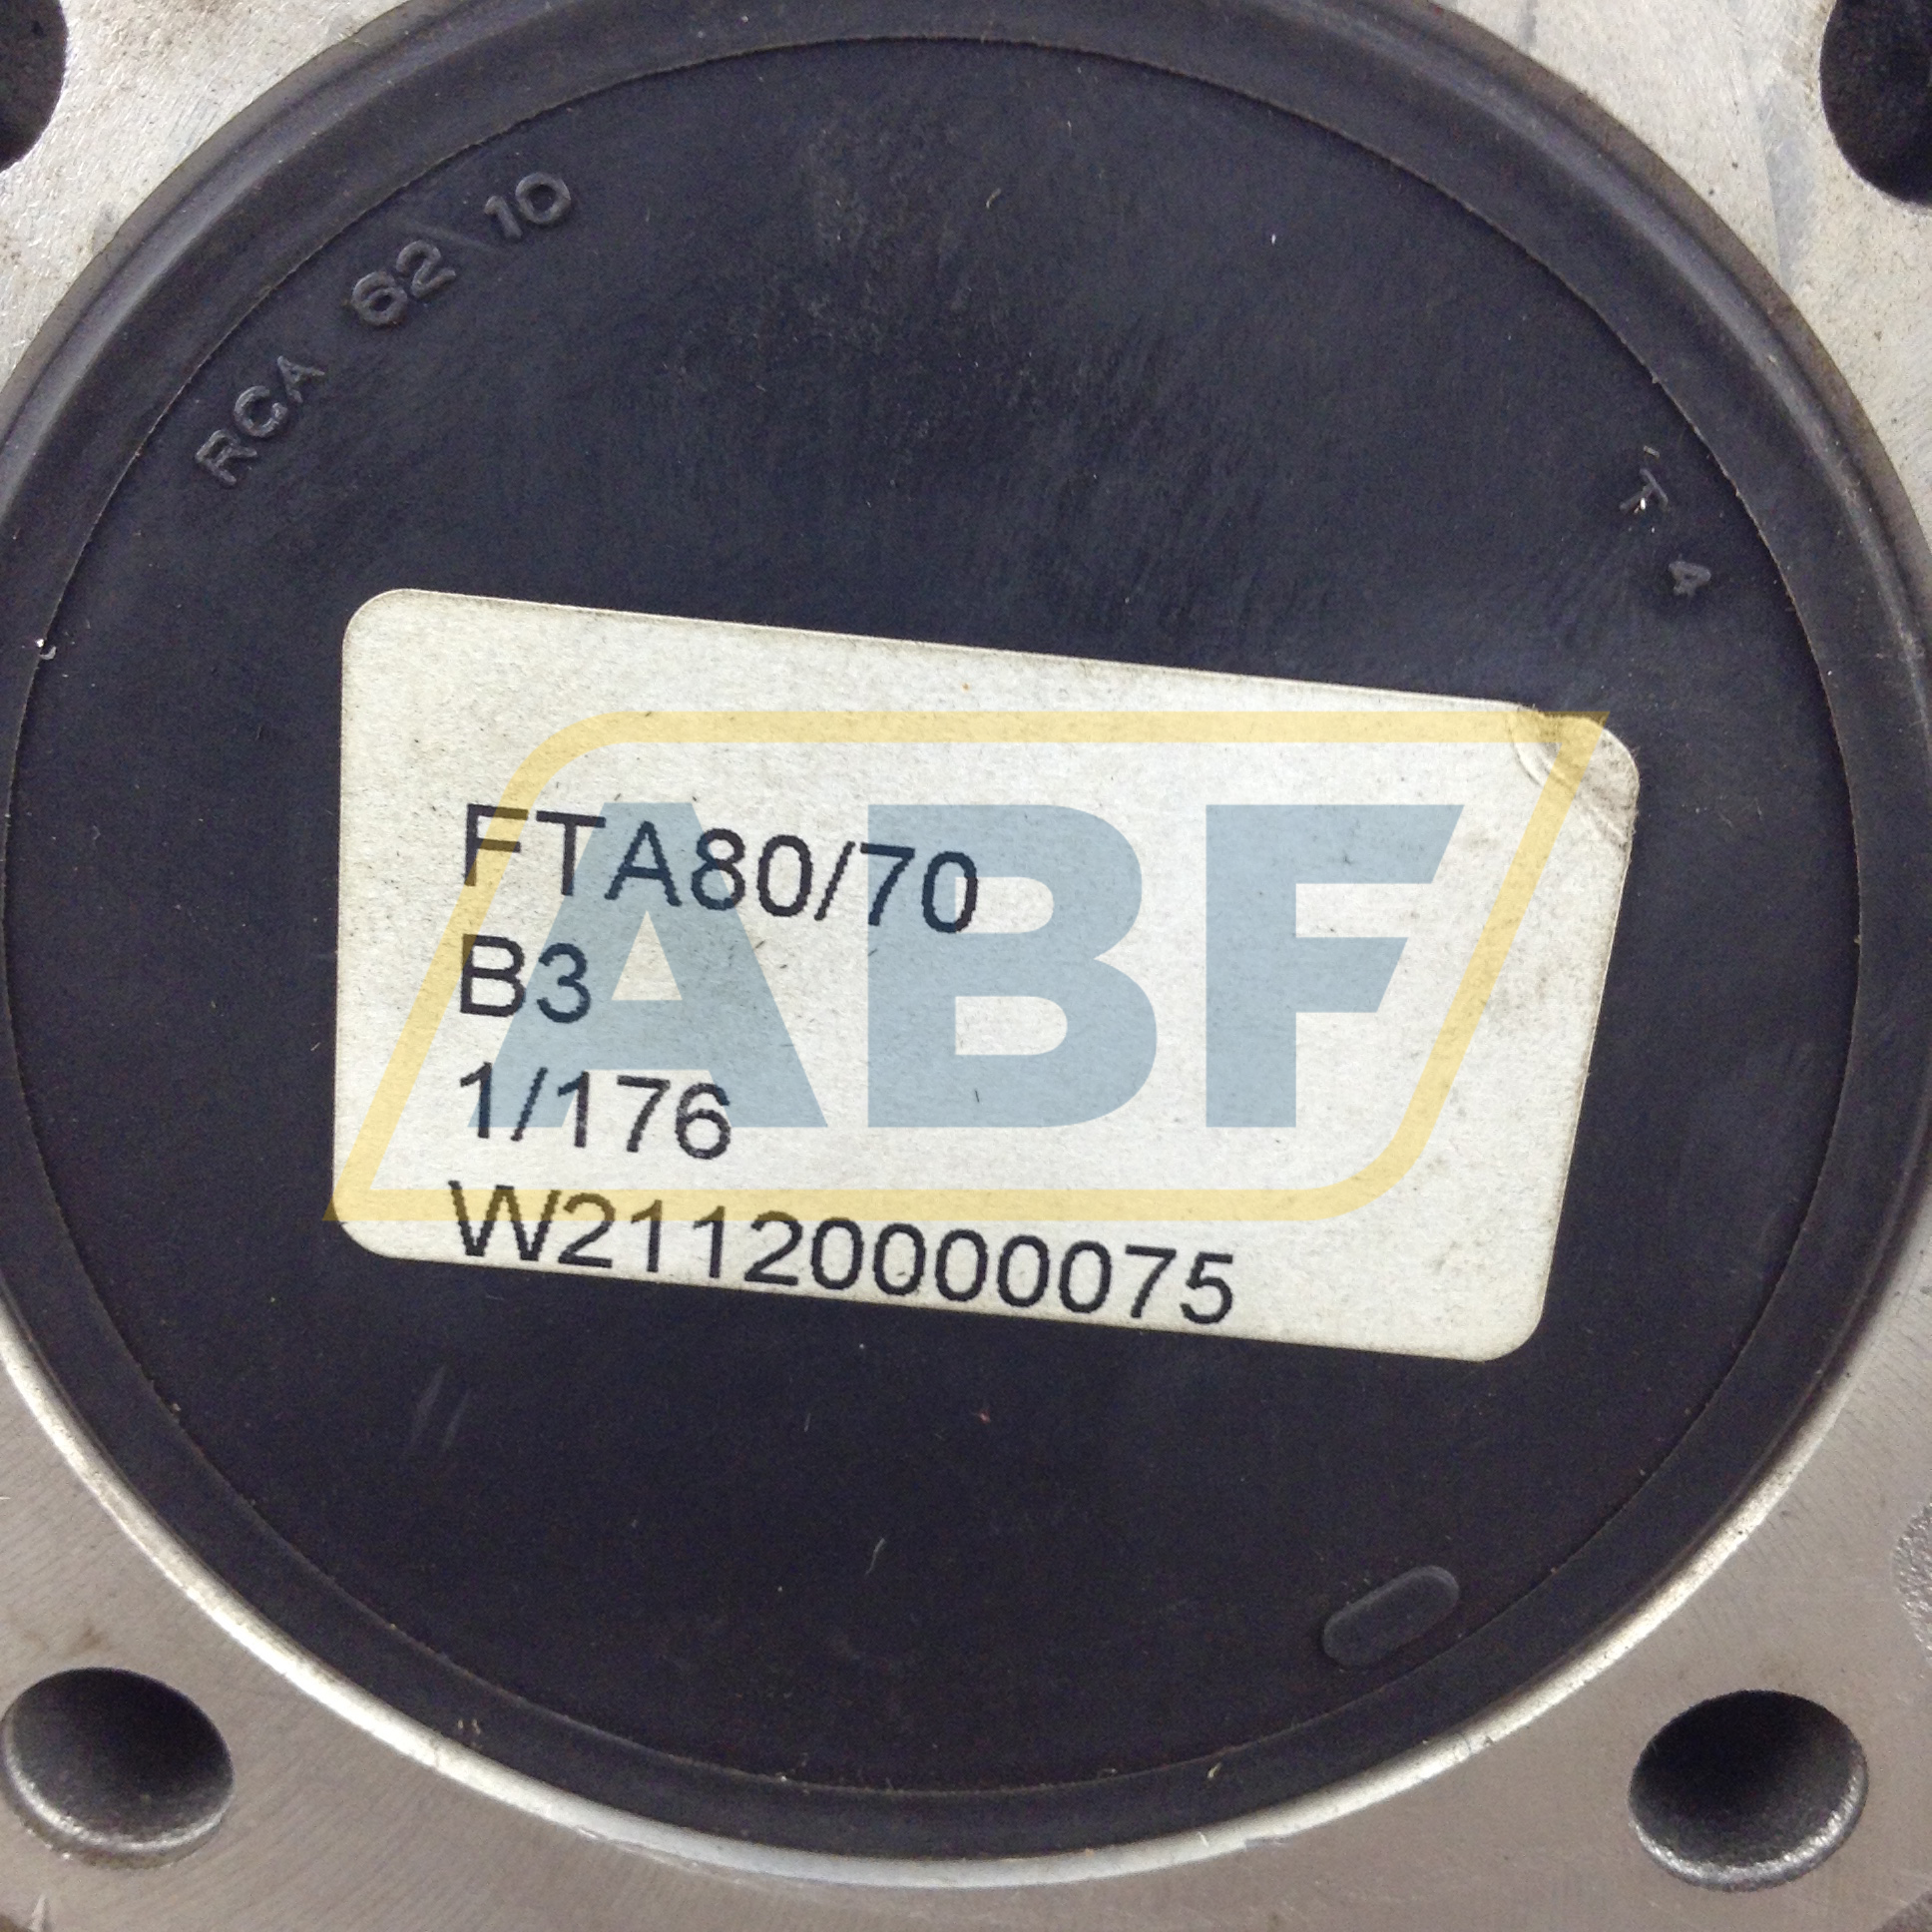 RCA 62 10
T 4
FTA80/70
B3
1/176
W21120000075
ABF